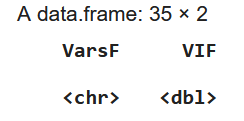 A data.frame: 35 × 2
VarsF VIF
<chr> <dbl>